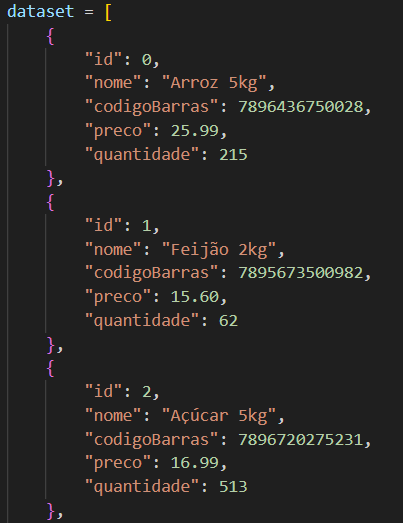 dataset = [
{
"id": 0,
"nome": "Arroz 5kg",
"codigoBarras": 7896436750028,
"preco": 25.99,
"quantidade": 215
},
{
"id": 1,
"nome": "Feijão 2kg",
"codigoBarras": 7895673500982,
"preco": 15.60,
"quantidade": 62
},
{
"id": 2,
"nome": "Açúcar 5kg",
"codigoBarras": 7896720275231,
"preco": 16.99,
"quantidade": 513
},